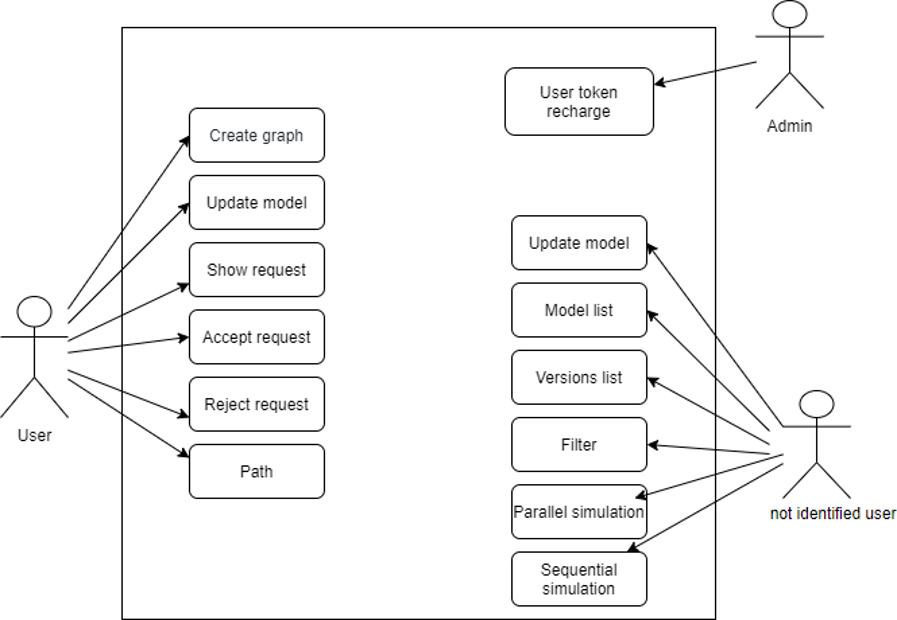 User token
recharge
Admin
Create graph
Update model
Show request
Accept request
Reject request
Path
User
Update model
Model list
Versions list
Filter
Parallel simulation
Sequential
simulation
not identified user